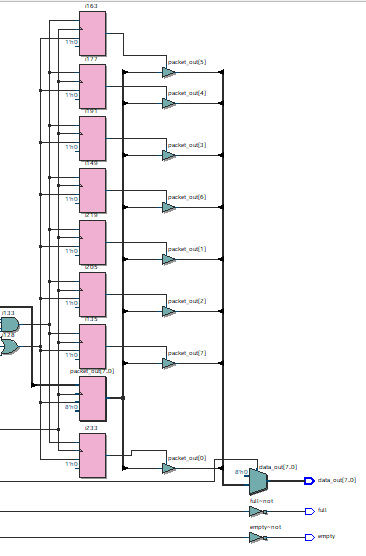 i163
1'h0
i177
1'h0
i191
1'h0
i149
1'h0
i219
1'h0
i205
1'h0
i135
1'h0
packet_out[7.0]
8'h0
i233
1'h0
i133
packet_out[5]
packet_out[4]
packet_out[3]
packet_out[6]
packet_out[1]
packet_out[2]
packet_out[7]
packet_out[0]
8'h0
data_out[7.0]
data_out[7.0]
full~not
full
empty~not
empty